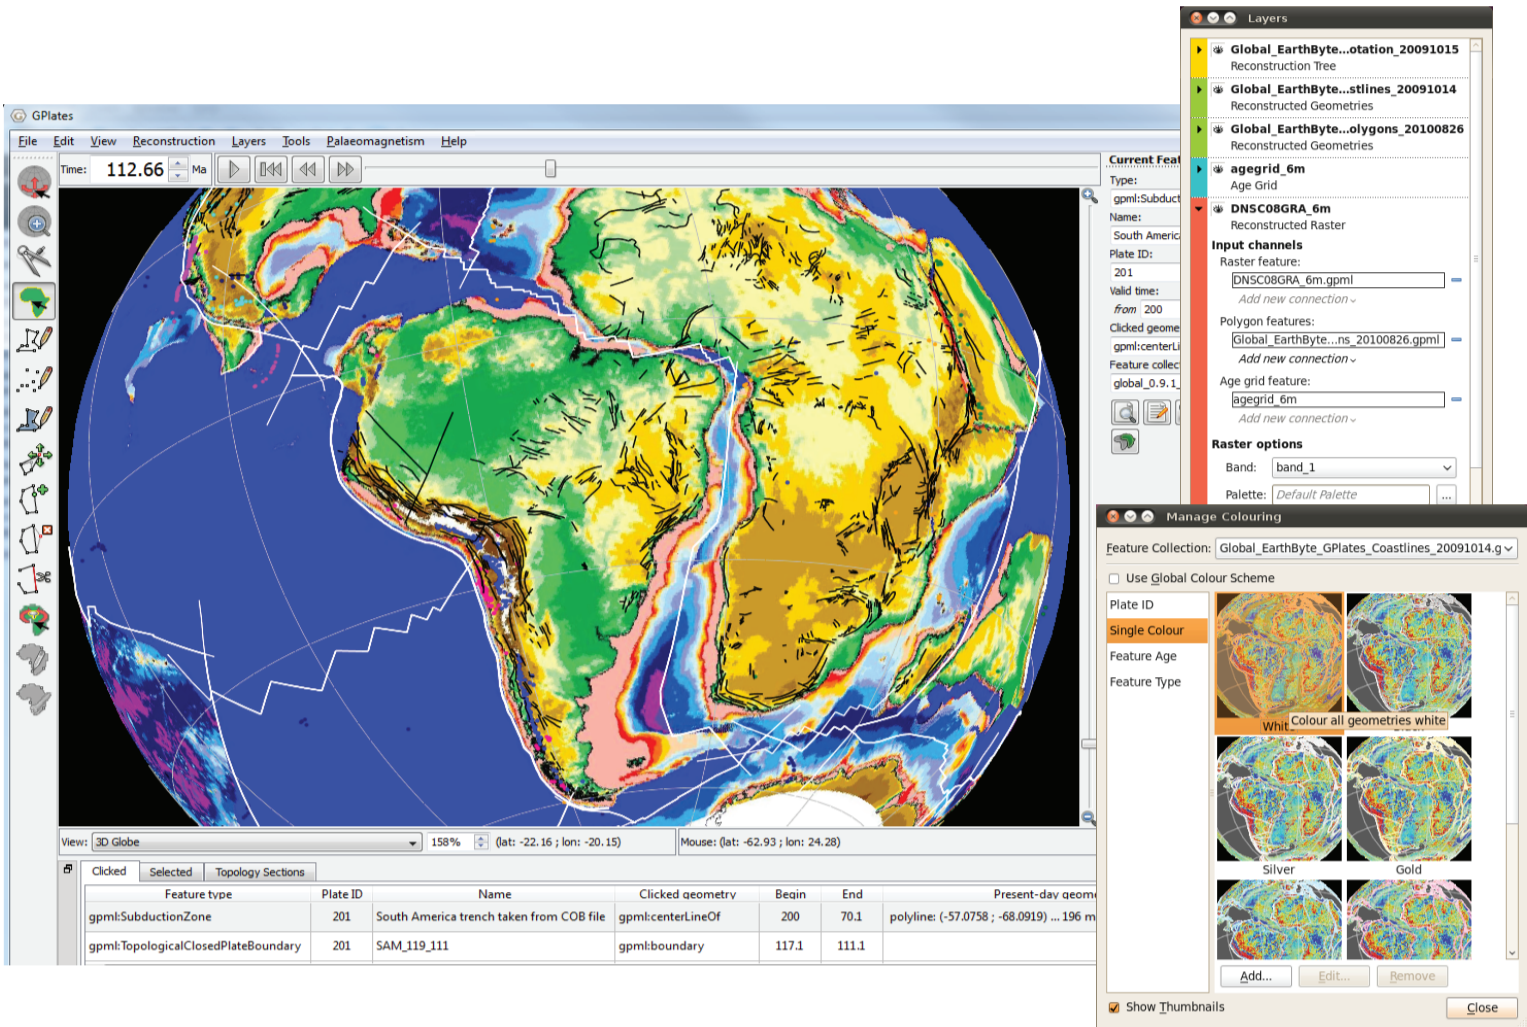 Layers
Global_EarthByte...otation_20091015
Reconstruction Tree
Global_EarthByte...stlines_20091014
Reconstructed Geometries
Global_EarthByte...olygons_20100826
Reconstructed Geometries
agegrid_6m
Age Grid
DNSC08GRA_6m
Reconstructed Raster
Input channels
Raster feature:
DNSC08GRA_6m.gpml
Add new connection
Polygon features:
Global_EarthByte...ns_20100826.gpml
Add new connection
Age grid feature:
agegrid_6m
Add new connection
Raster options
Band: band_1
Palette: Default Palette ...
GPlates
File Edit View Reconstruction Layers Tools Palaeomagnetism Help
Time: 112.66 Ma
Current Feat
Type:
gpml:Subduct
Name:
South America
Plate ID:
201
Valid time:
from 200
Clicked geome
gpml:centerLi
Feature collec
global_0.9.1_
View: 3D Globe 158% (lat: -22.16 ; lon: -20.15) Mouse: (lat: -62.93 ; lon: 24.28)
Clicked Selected Topology Sections
Feature type Plate ID Name Clicked geometry Begin End Present-day geome
gpml:SubductionZone 201 South America trench taken from COB file gpml:centerLineOf 200 70.1 polyline: (-57.0758 ; -68.0919) ... 196 m
gpml:TopologicalClosedPlateBoundary 201 SAM_119_111 gpml:boundary 117.1 111.1
Manage Colouring
Feature Collection: Global_EarthByte_GPlates_Coastlines_20091014.g
Use Global Colour Scheme
Plate ID
Single Colour
Feature Age
Feature Type
White
Colour all geometries white
Silver Gold
Add... Edit... Remove
Show Thumbnails
Close